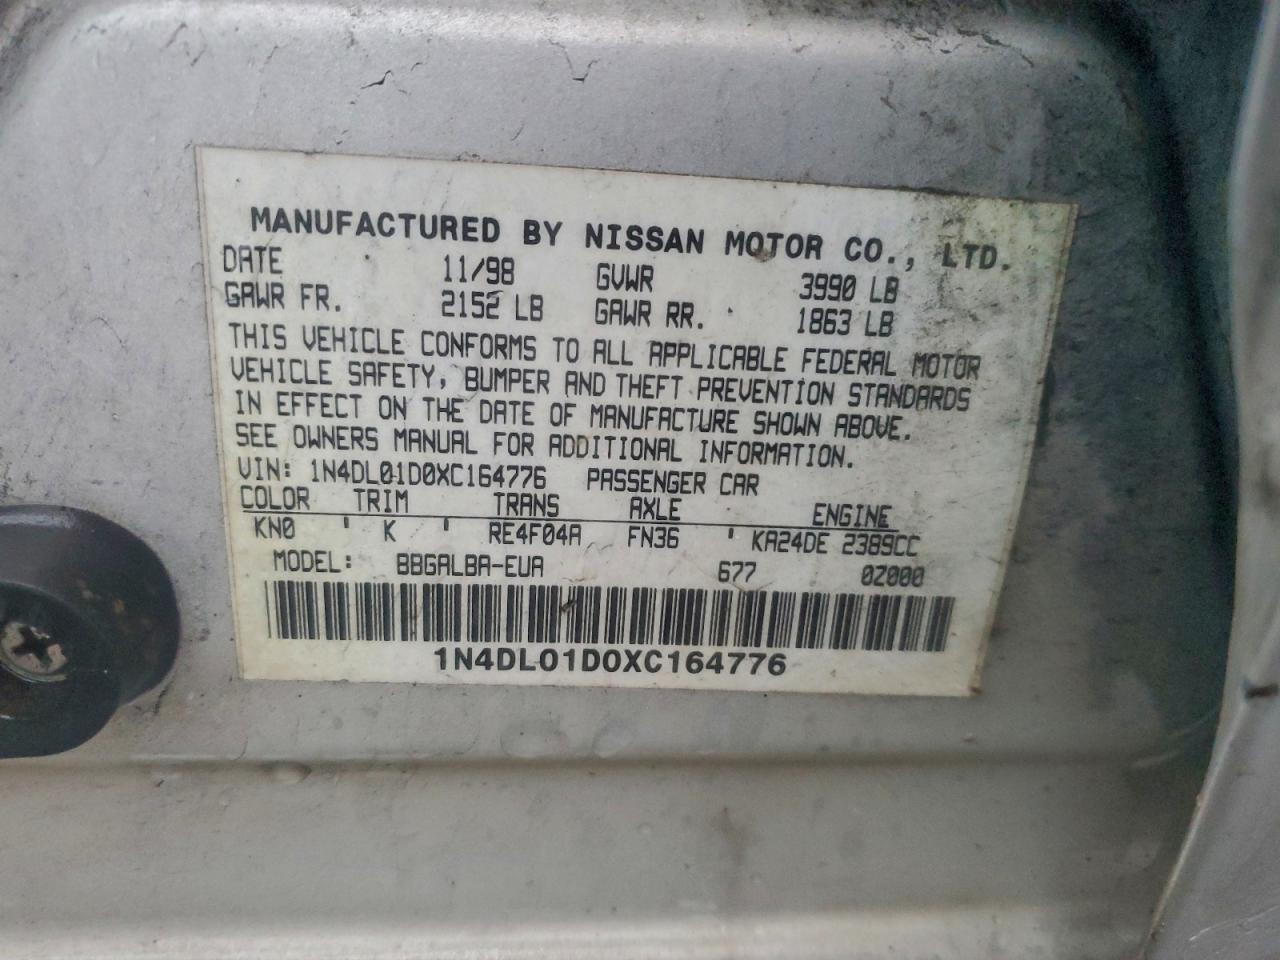 MANUFACTURED BY NISSAN MOTOR CO., LTD.
DATE 11/98 GVWR 3990 LB
GAWR FR. 2152 LB GAWR RR. 1863 LB
THIS VEHICLE CONFORMS TO ALL APPLICABLE FEDERAL MOTOR
VEHICLE SAFETY, BUMPER AND THEFT PREVENTION STANDARDS
IN EFFECT ON THE DATE OF MANUFACTURE SHOWN ABOVE.
SEE OWNERS MANUAL FOR ADDITIONAL INFORMATION.
VIN: 1N4DL01D0XC164776 PASSENGER CAR
COLOR TRIM TRANS AXLE ENGINE
KN0 ' K ' RE4F04A FN36 ' KA24DE 2389CC
MODEL: BBGALBA-EUA 677 0Z000
1N4DL01D0XC164776